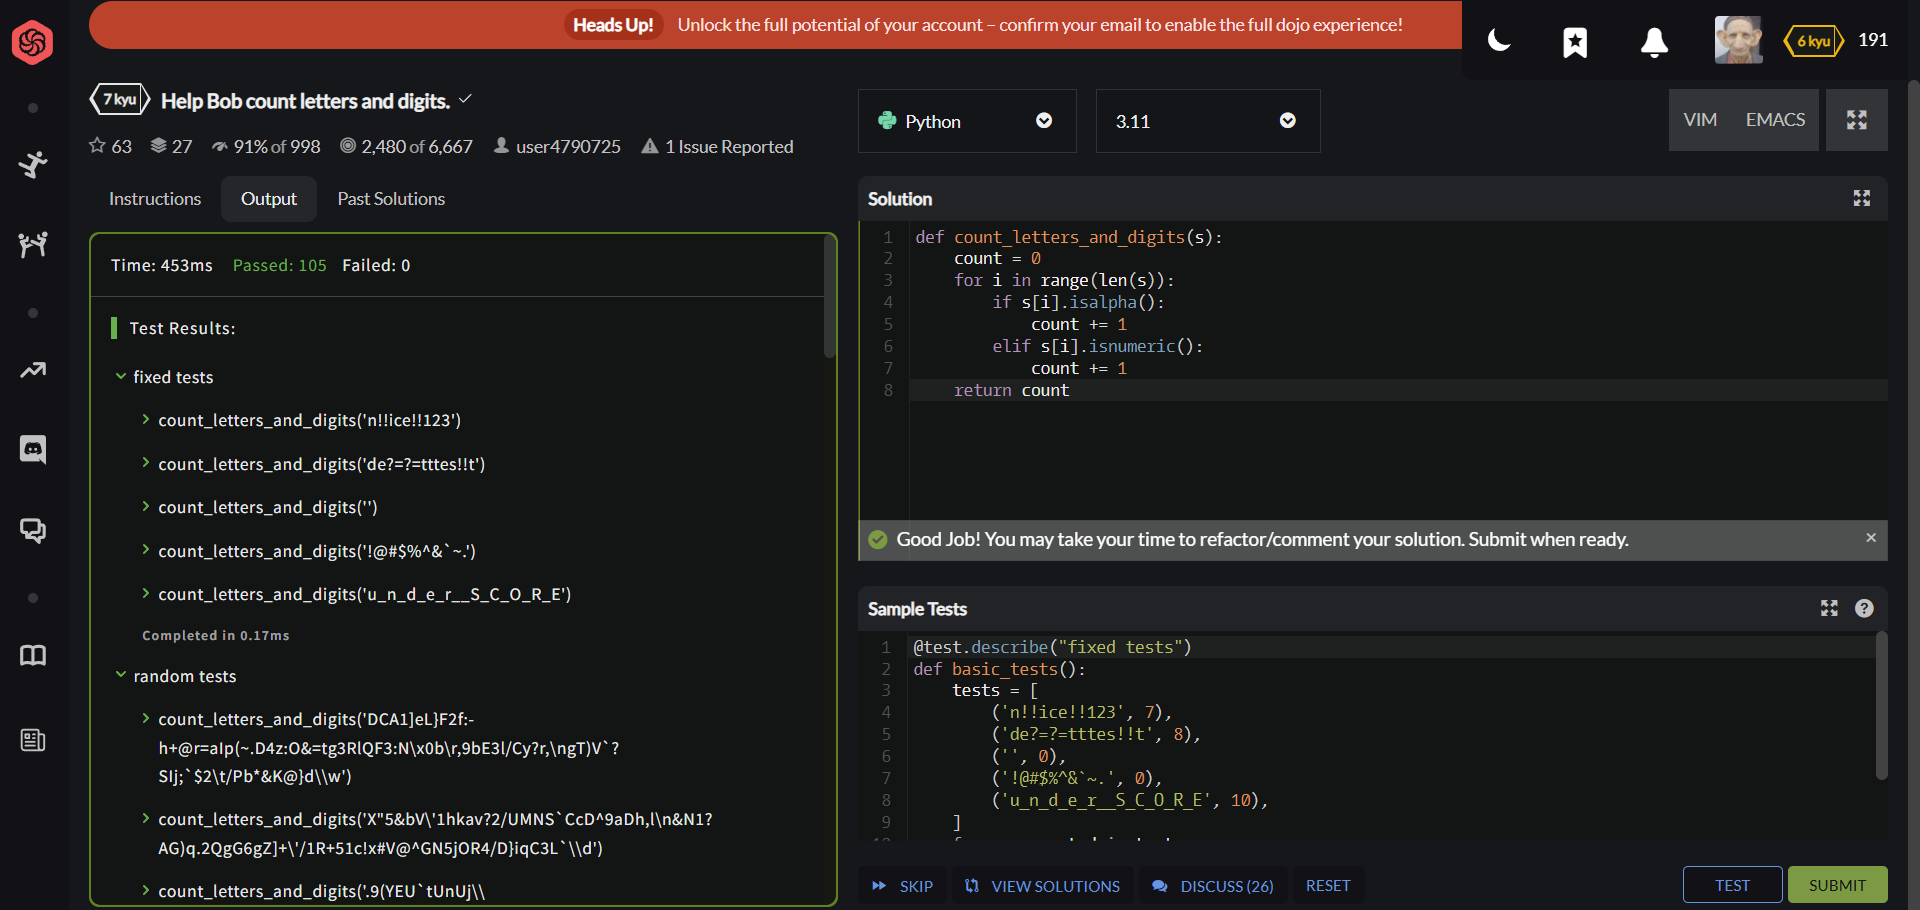 Heads Up! Unlock the full potential of your account – confirm your email to enable the full dojo experience!
6 kyu 191
7 kyu Help Bob count letters and digits.
63 27 91% of 998 2,480 of 6,667 user4790725 1 Issue Reported
Instructions Output Past Solutions
Time: 453ms Passed: 105 Failed: 0
Test Results:
fixed tests
count_letters_and_digits('n!!ice!!123')
count_letters_and_digits('de?=?=tttes!!t')
count_letters_and_digits('')
count_letters_and_digits('!@#$%^&`~.')
count_letters_and_digits('u_n_d_e_r__S_C_O_R_E')
Completed in 0.17ms
random tests
count_letters_and_digits('DCA1]eL}F2f:-
h+@r=aIp(~.D4z:O&=tg3RlQF3:N\x0b\r,9bE3l/Cy?r,\ngT)V`?
SIj;`$2\t/Pb*&K@}d\\w')
count_letters_and_digits('X"5&bV\'1hkav?2/UMNS`CcD^9aDh,l\n&N1?
AG)q.2QgG6gZ]+\'/1R+51c!x#V@^GN5jOR4/D}iqC3L`\\d')
count_letters_and_digits('.9(YEU`tUnUj\\
Python 3.11 VIM EMACS
Solution
1 def count_letters_and_digits(s):
2 count = 0
3 for i in range(len(s)):
4 if s[i].isalpha():
5 count += 1
6 elif s[i].isnumeric():
7 count += 1
8 return count
Good Job! You may take your time to refactor/comment your solution. Submit when ready.
Sample Tests
1 @test.describe("fixed tests")
2 def basic_tests():
3 tests = [
4 ('n!!ice!!123', 7),
5 ('de?=?=tttes!!t', 8),
6 ('', 0),
7 ('!@#$%^&`~.', 0),
8 ('u_n_d_e_r__S_C_O_R_E', 10),
9 ]
SKIP VIEW SOLUTIONS DISCUSS (26) RESET TEST SUBMIT